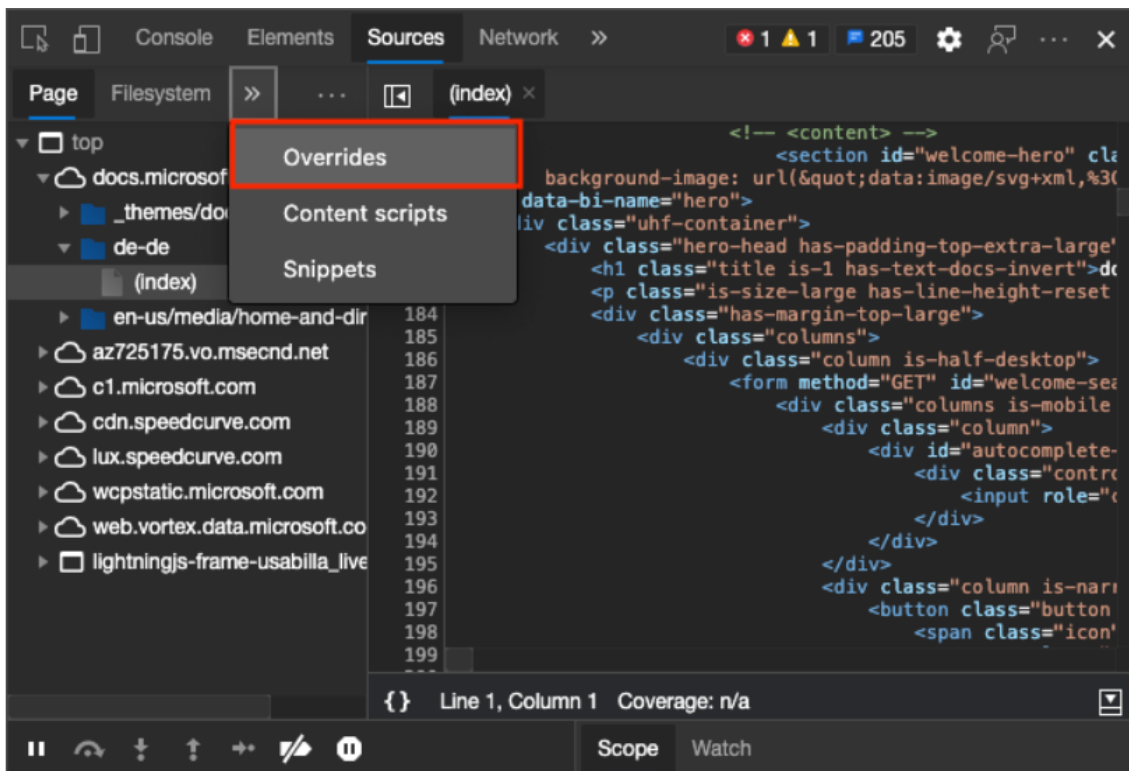 Console Elements Sources Network » 1 1 205 ··· ×
Page Filesystem » ··· (index) ×
top
docs.microsof
_themes/do
de-de
(index)
en-us/media/home-and-dir
az725175.vo.msecnd.net
c1.microsoft.com
cdn.speedcurve.com
lux.speedcurve.com
wcpstatic.microsoft.com
web.vortex.data.microsoft.co
lightningjs-frame-usabilla_live
Overrides
Content scripts
Snippets
<!-- <content> -->
<section id="welcome-hero" cla
background-image: url(&quot;data:image/svg+xml,%3C
data-bi-name="hero">
div class="uhf-container">
<div class="hero-head has-padding-top-extra-large"
<h1 class="title is-1 has-text-docs-invert">do
<p class="is-size-large has-line-height-reset
184 <div class="has-margin-top-large">
185 <div class="columns">
186 <div class="column is-half-desktop">
187 <form method="GET" id="welcome-sea
188 <div class="columns is-mobile
189 <div class="column">
190 <div id="autocomplete-
191 <div class="contro
192 <input role="c
193 </div>
194 </div>
195 </div>
196 <div class="column is-narr
197 <button class="button
198 <span class="icon"
199
{} Line 1, Column 1 Coverage: n/a
Scope Watch